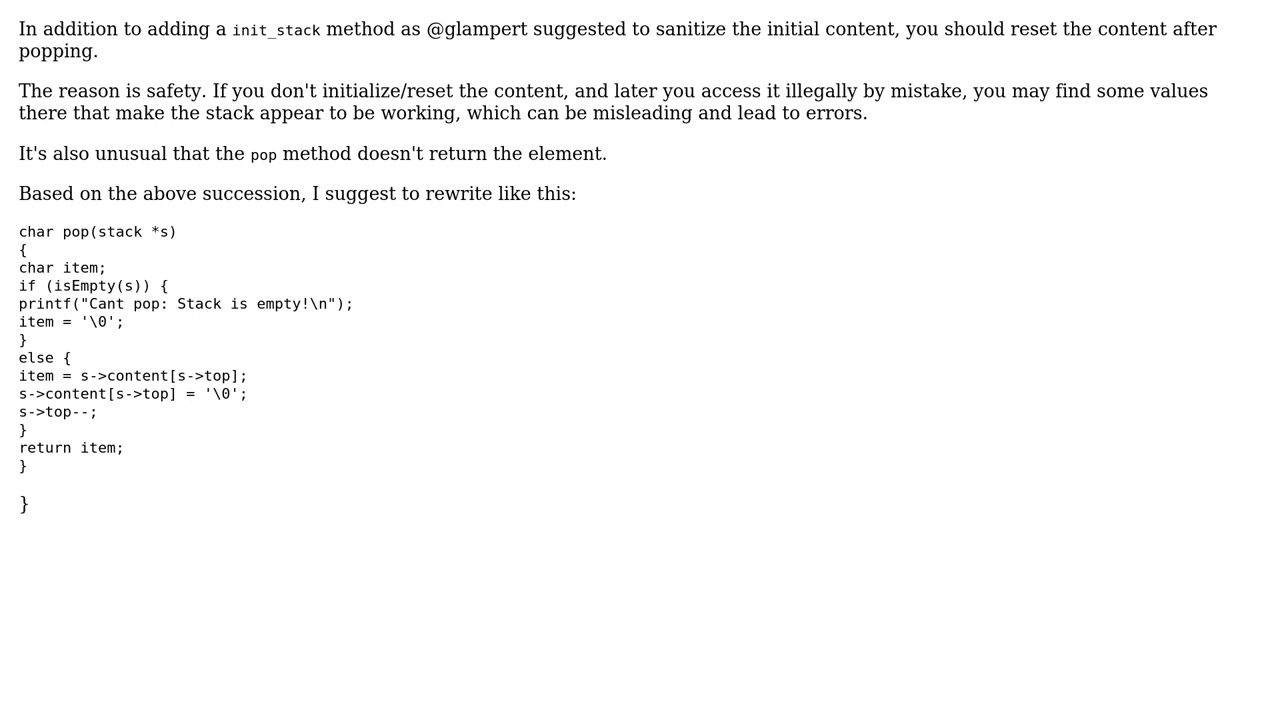 In addition to adding a init_stack method as @glampert suggested to sanitize the initial content, you should reset the content after
popping.
The reason is safety. If you don't initialize/reset the content, and later you access it illegally by mistake, you may find some values
there that make the stack appear to be working, which can be misleading and lead to errors.
It's also unusual that the pop method doesn't return the element.
Based on the above succession, I suggest to rewrite like this:
char pop(stack *s)
{
char item;
if (isEmpty(s)) {
printf("Cant pop: Stack is empty!\n");
item = '\0';
}
else {
item = s->content[s->top];
s->content[s->top] = '\0';
s->top--;
}
return item;
}
}